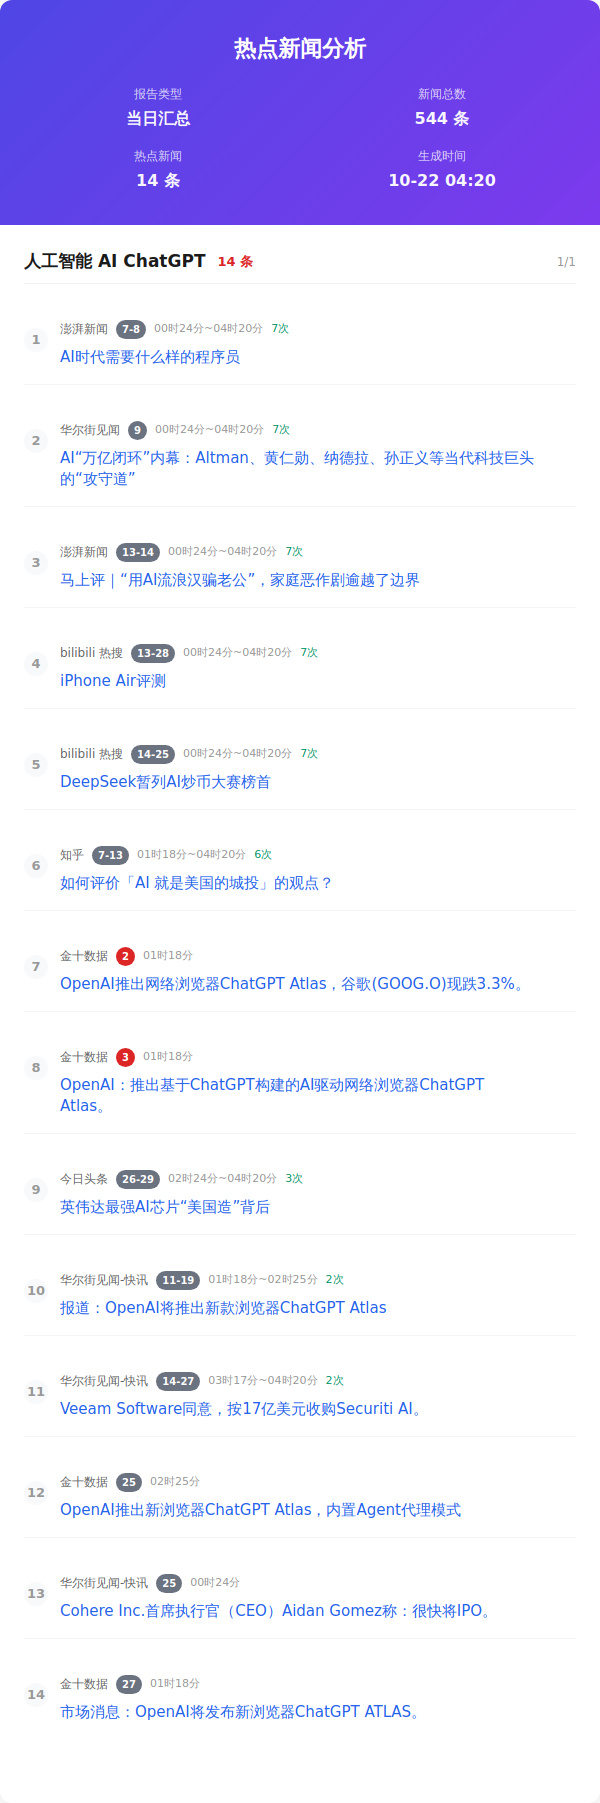 热点新闻分析
报告类型
新闻总数
当日汇总
544 条
热点新闻
生成时间
14 条
10-22 04:20
人工智能 AI ChatGPT 14 条 1/1
1
澎湃新闻 7-8 00时24分~04时20分 7次
AI时代需要什么样的程序员
2
华尔街见闻 9 00时24分~04时20分 7次
AI“万亿闭环”内幕：Altman、黄仁勋、纳德拉、孙正义等当代科技巨头
的“攻守道”
3
澎湃新闻 13-14 00时24分~04时20分 7次
马上评｜“用AI流浪汉骗老公”，家庭恶作剧逾越了边界
4
bilibili 热搜 13-28 00时24分~04时20分 7次
iPhone Air评测
5
bilibili 热搜 14-25 00时24分~04时20分 7次
DeepSeek暂列AI炒币大赛榜首
6
知乎 7-13 01时18分~04时20分 6次
如何评价「AI 就是美国的城投」的观点？
7
金十数据 2 01时18分
OpenAI推出网络浏览器ChatGPT Atlas，谷歌(GOOG.O)现跌3.3%。
8
金十数据 3 01时18分
OpenAI：推出基于ChatGPT构建的AI驱动网络浏览器ChatGPT
Atlas。
9
今日头条 26-29 02时24分~04时20分 3次
英伟达最强AI芯片“美国造”背后
10
华尔街见闻-快讯 11-19 01时18分~02时25分 2次
报道：OpenAI将推出新款浏览器ChatGPT Atlas
11
华尔街见闻-快讯 14-27 03时17分~04时20分 2次
Veeam Software同意，按17亿美元收购Securiti AI。
12
金十数据 25 02时25分
OpenAI推出新浏览器ChatGPT Atlas，内置Agent代理模式
13
华尔街见闻-快讯 25 00时24分
Cohere Inc.首席执行官（CEO）Aidan Gomez称：很快将IPO。
14
金十数据 27 01时18分
市场消息：OpenAI将发布新浏览器ChatGPT ATLAS。